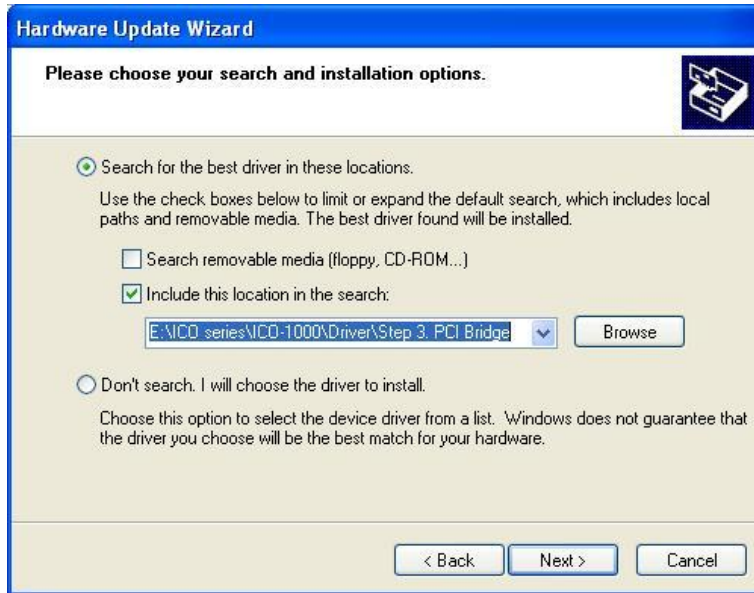 Hardware Update Wizard
Please choose your search and installation options.
Search for the best driver in these locations.
Use the check boxes below to limit or expand the default search, which includes local
paths and removable media. The best driver found will be installed.
Search removable media (floppy, CD-ROM...)
Include this location in the search:
E:\ICO series\ICO-1000\Driver\Step 3. PCI Bridge
Browse
Don't search. I will choose the driver to install.
Choose this option to select the device driver from a list. Windows does not guarantee that
the driver you choose will be the best match for your hardware.
< Back
Next >
Cancel